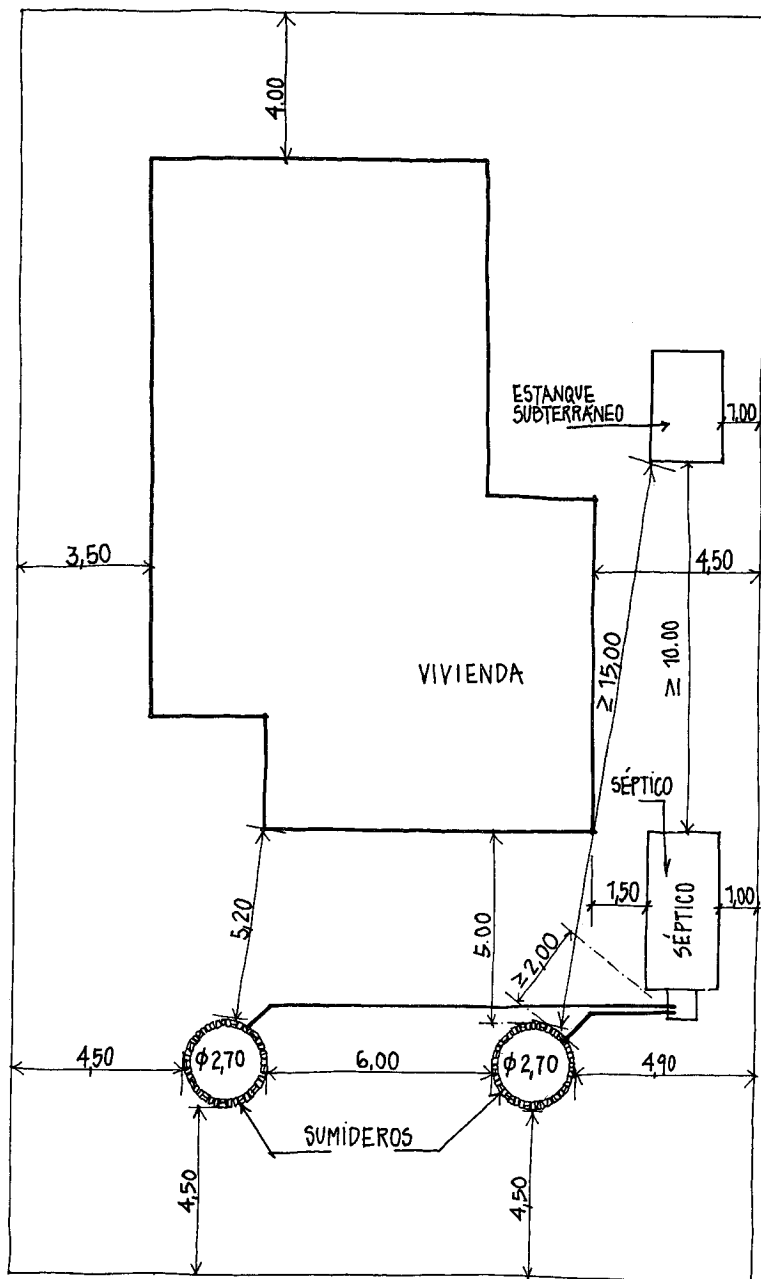 4.00
ESTANQUE
SUBTERRÁNEO
1.00
3,50
4,50
≥ 15,00
≥ 10.00
VIVIENDA
SÉPTICO
5,20
5.00
1,50
SÉPTICO
1,00
≥ 2,00
4,50
φ 2,70
6,00
φ 2,70
4,90
SUMIDEROS
4,50
4,50